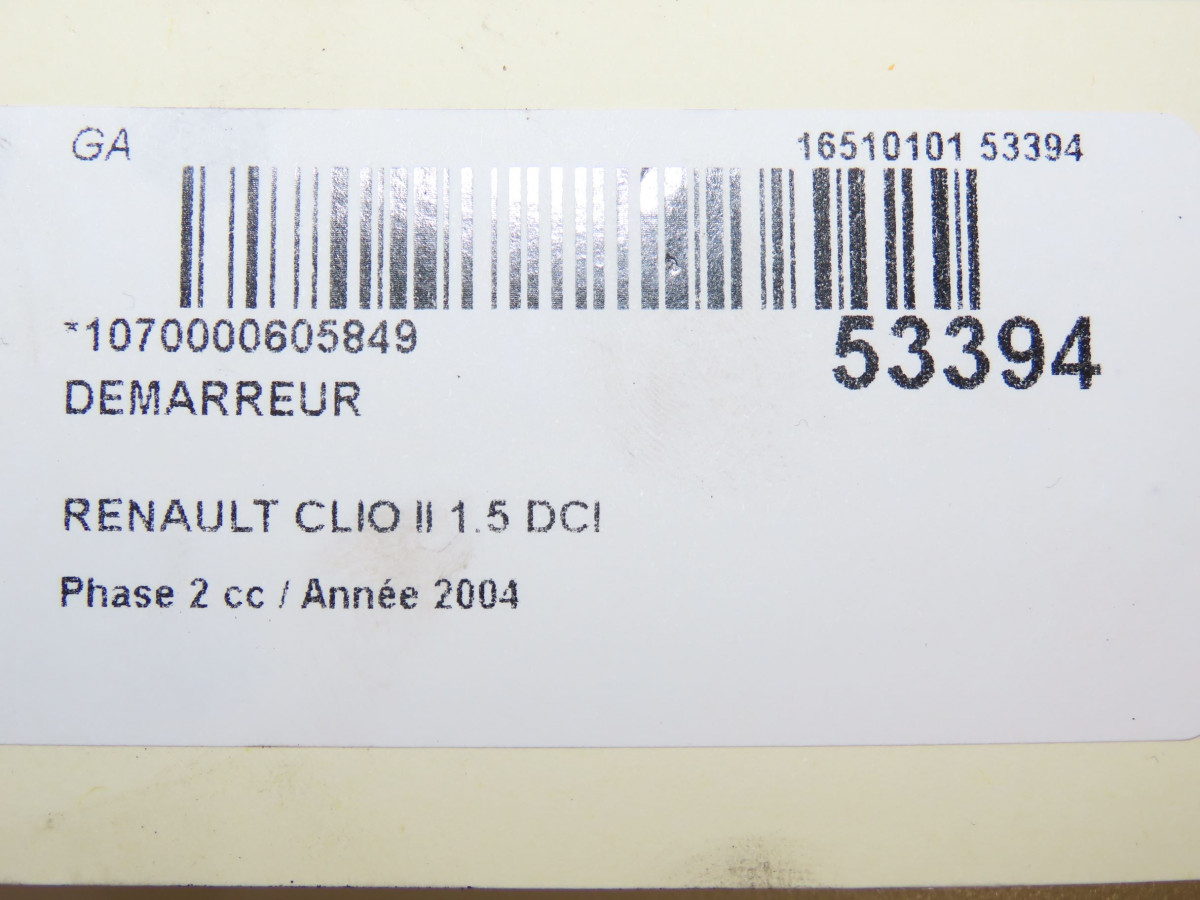 GA
16510101 53394
*1070000605849
53394
DEMARREUR
RENAULT CLIO II 1.5 DCI
Phase 2 cc / Année 2004